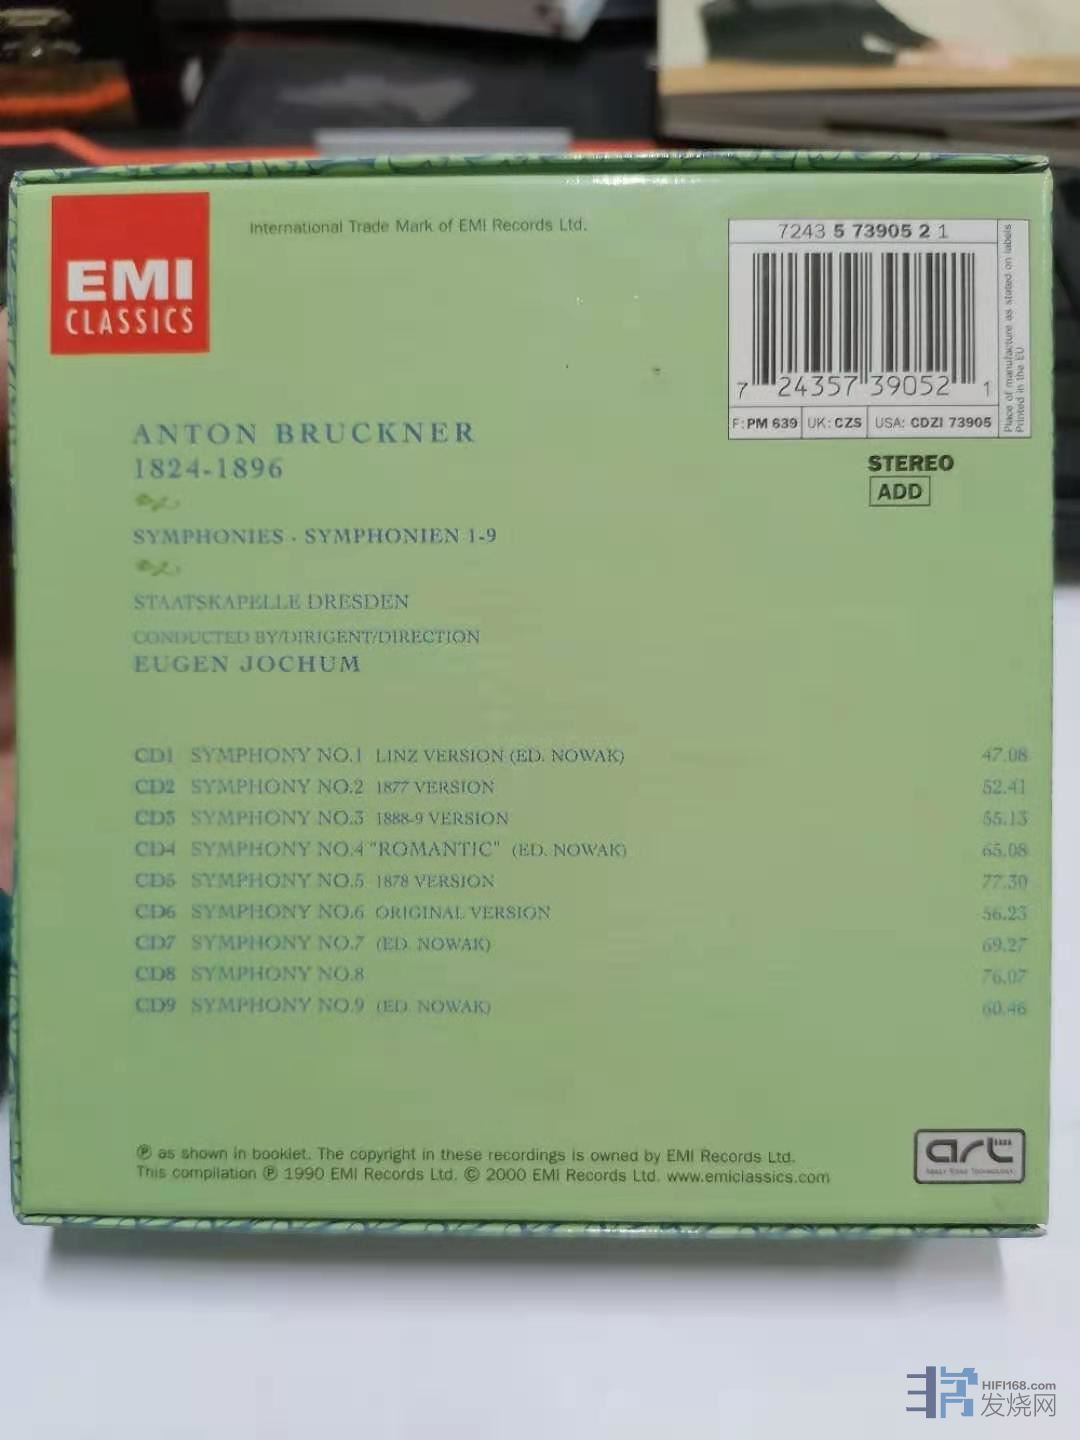 EMI
CLASSICS
International Trade Mark of EMI Records Ltd.
7243 5 73905 2 1
7 24357 39052 1
F: PM 639 UK: CZS USA: CDZI 73905
Place of manufacture as stated on labels
Printed in the EU
STEREO
ADD
ANTON BRUCKNER
1824-1896
SYMPHONIES · SYMPHONIEN 1-9
STAATSKAPELLE DRESDEN
CONDUCTED BY/DIRIGENT/DIRECTION
EUGEN JOCHUM
CD1 SYMPHONY NO.1 LINZ VERSION (ED. NOWAK) 47.08
CD2 SYMPHONY NO.2 1877 VERSION 52.41
CD3 SYMPHONY NO.3 1888-9 VERSION 55.13
CD4 SYMPHONY NO.4 "ROMANTIC" (ED. NOWAK) 65.08
CD5 SYMPHONY NO.5 1878 VERSION 77.30
CD6 SYMPHONY NO.6 ORIGINAL VERSION 56.23
CD7 SYMPHONY NO.7 (ED. NOWAK) 69.27
CD8 SYMPHONY NO.8 76.07
CD9 SYMPHONY NO.9 (ED. NOWAK) 60.46
℗ as shown in booklet. The copyright in these recordings is owned by EMI Records Ltd.
This compilation ℗ 1990 EMI Records Ltd. © 2000 EMI Records Ltd. www.emiclassics.com
art
ABBEY ROAD TECHNOLOGY
HIFI168.com
发烧网